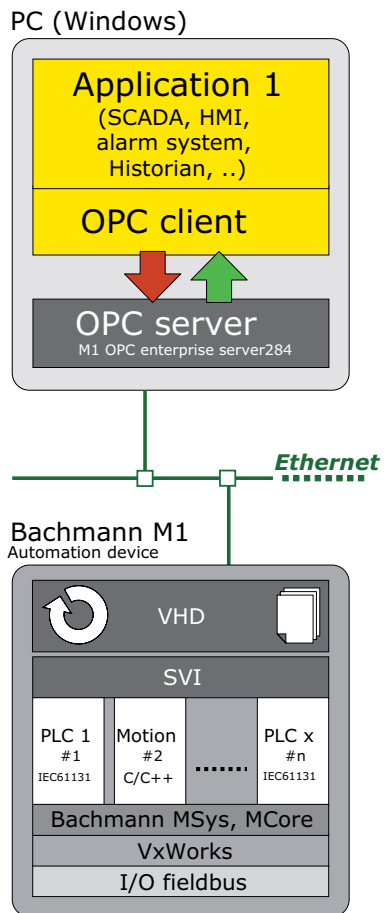 PC (Windows)
Application 1
(SCADA, HMI,
alarm system,
Historian, ..)
OPC client
OPC server
M1 OPC enterprise server284
Ethernet
Bachmann M1
Automation device
VHD
SVI
PLC 1 Motion PLC x
#1 #2 #n
IEC61131 C/C++ IEC61131
Bachmann MSys, MCore
VxWorks
I/O fieldbus